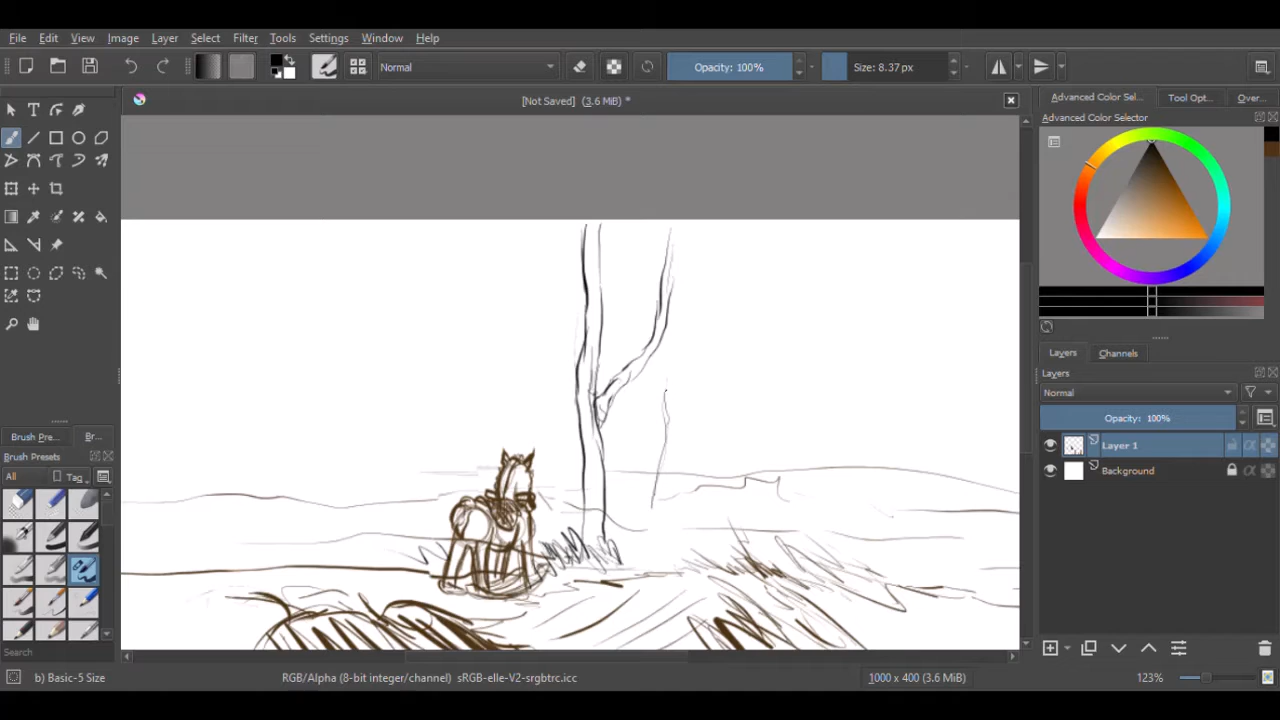 File Edit View Image Layer Select Filter Tools Settings Window Help
Normal Opacity: 100% Size: 8.37 px
[Not Saved] (3.6 MiB) *
Advanced Color Sel... Tool Opt... Over...
Advanced Color Selector
Layers Channels
Layers
Normal
Opacity: 100%
Layer 1
Background
Brush Pre... Br...
Brush Presets
All Tag
Search
b) Basic-5 Size RGB/Alpha (8-bit integer/channel) sRGB-elle-V2-srgbtrc.icc 1000 x 400 (3.6 MiB) 123%